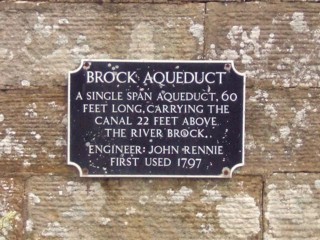 BROCK AQUEDUCT
A SINGLE SPAN AQUEDUCT, 60
FEET LONG, CARRYING THE
CANAL 22 FEET ABOVE
THE RIVER BROCK.
ENGINEER: JOHN RENNIE
FIRST USED 1797